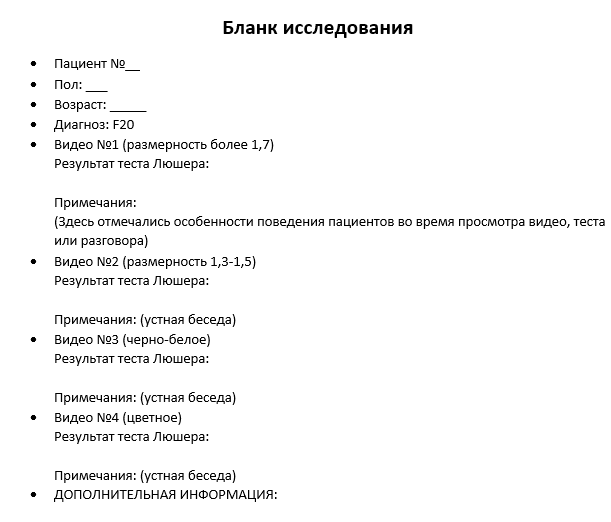 Бланк исследования
• Пациент №__
• Пол: ___
• Возраст: _____
• Диагноз: F20
• Видео №1 (размерность более 1,7)
Результат теста Люшера:
Примечания:
(Здесь отмечались особенности поведения пациентов во время просмотра видео, теста
или разговора)
• Видео №2 (размерность 1,3-1,5)
Результат теста Люшера:
Примечания: (устная беседа)
• Видео №3 (черно-белое)
Результат теста Люшера:
Примечания: (устная беседа)
• Видео №4 (цветное)
Результат теста Люшера:
Примечания: (устная беседа)
• ДОПОЛНИТЕЛЬНАЯ ИНФОРМАЦИЯ: